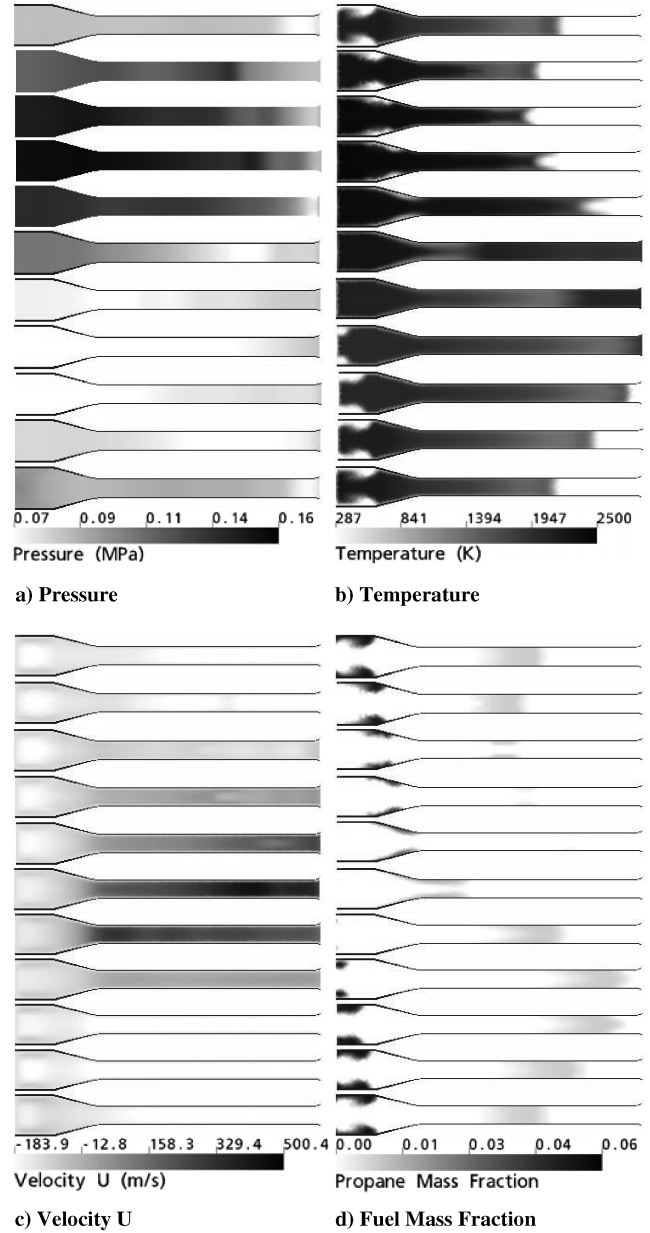 0.07 0.09 0.11 0.14 0.16
Pressure (MPa)
a) Pressure
287 841 1394 1947 2500
Temperature (K)
b) Temperature
-183.9 -12.8 158.3 329.4 500.4
Velocity U (m/s)
c) Velocity U
0.00 0.01 0.03 0.04 0.06
Propane Mass Fraction
d) Fuel Mass Fraction